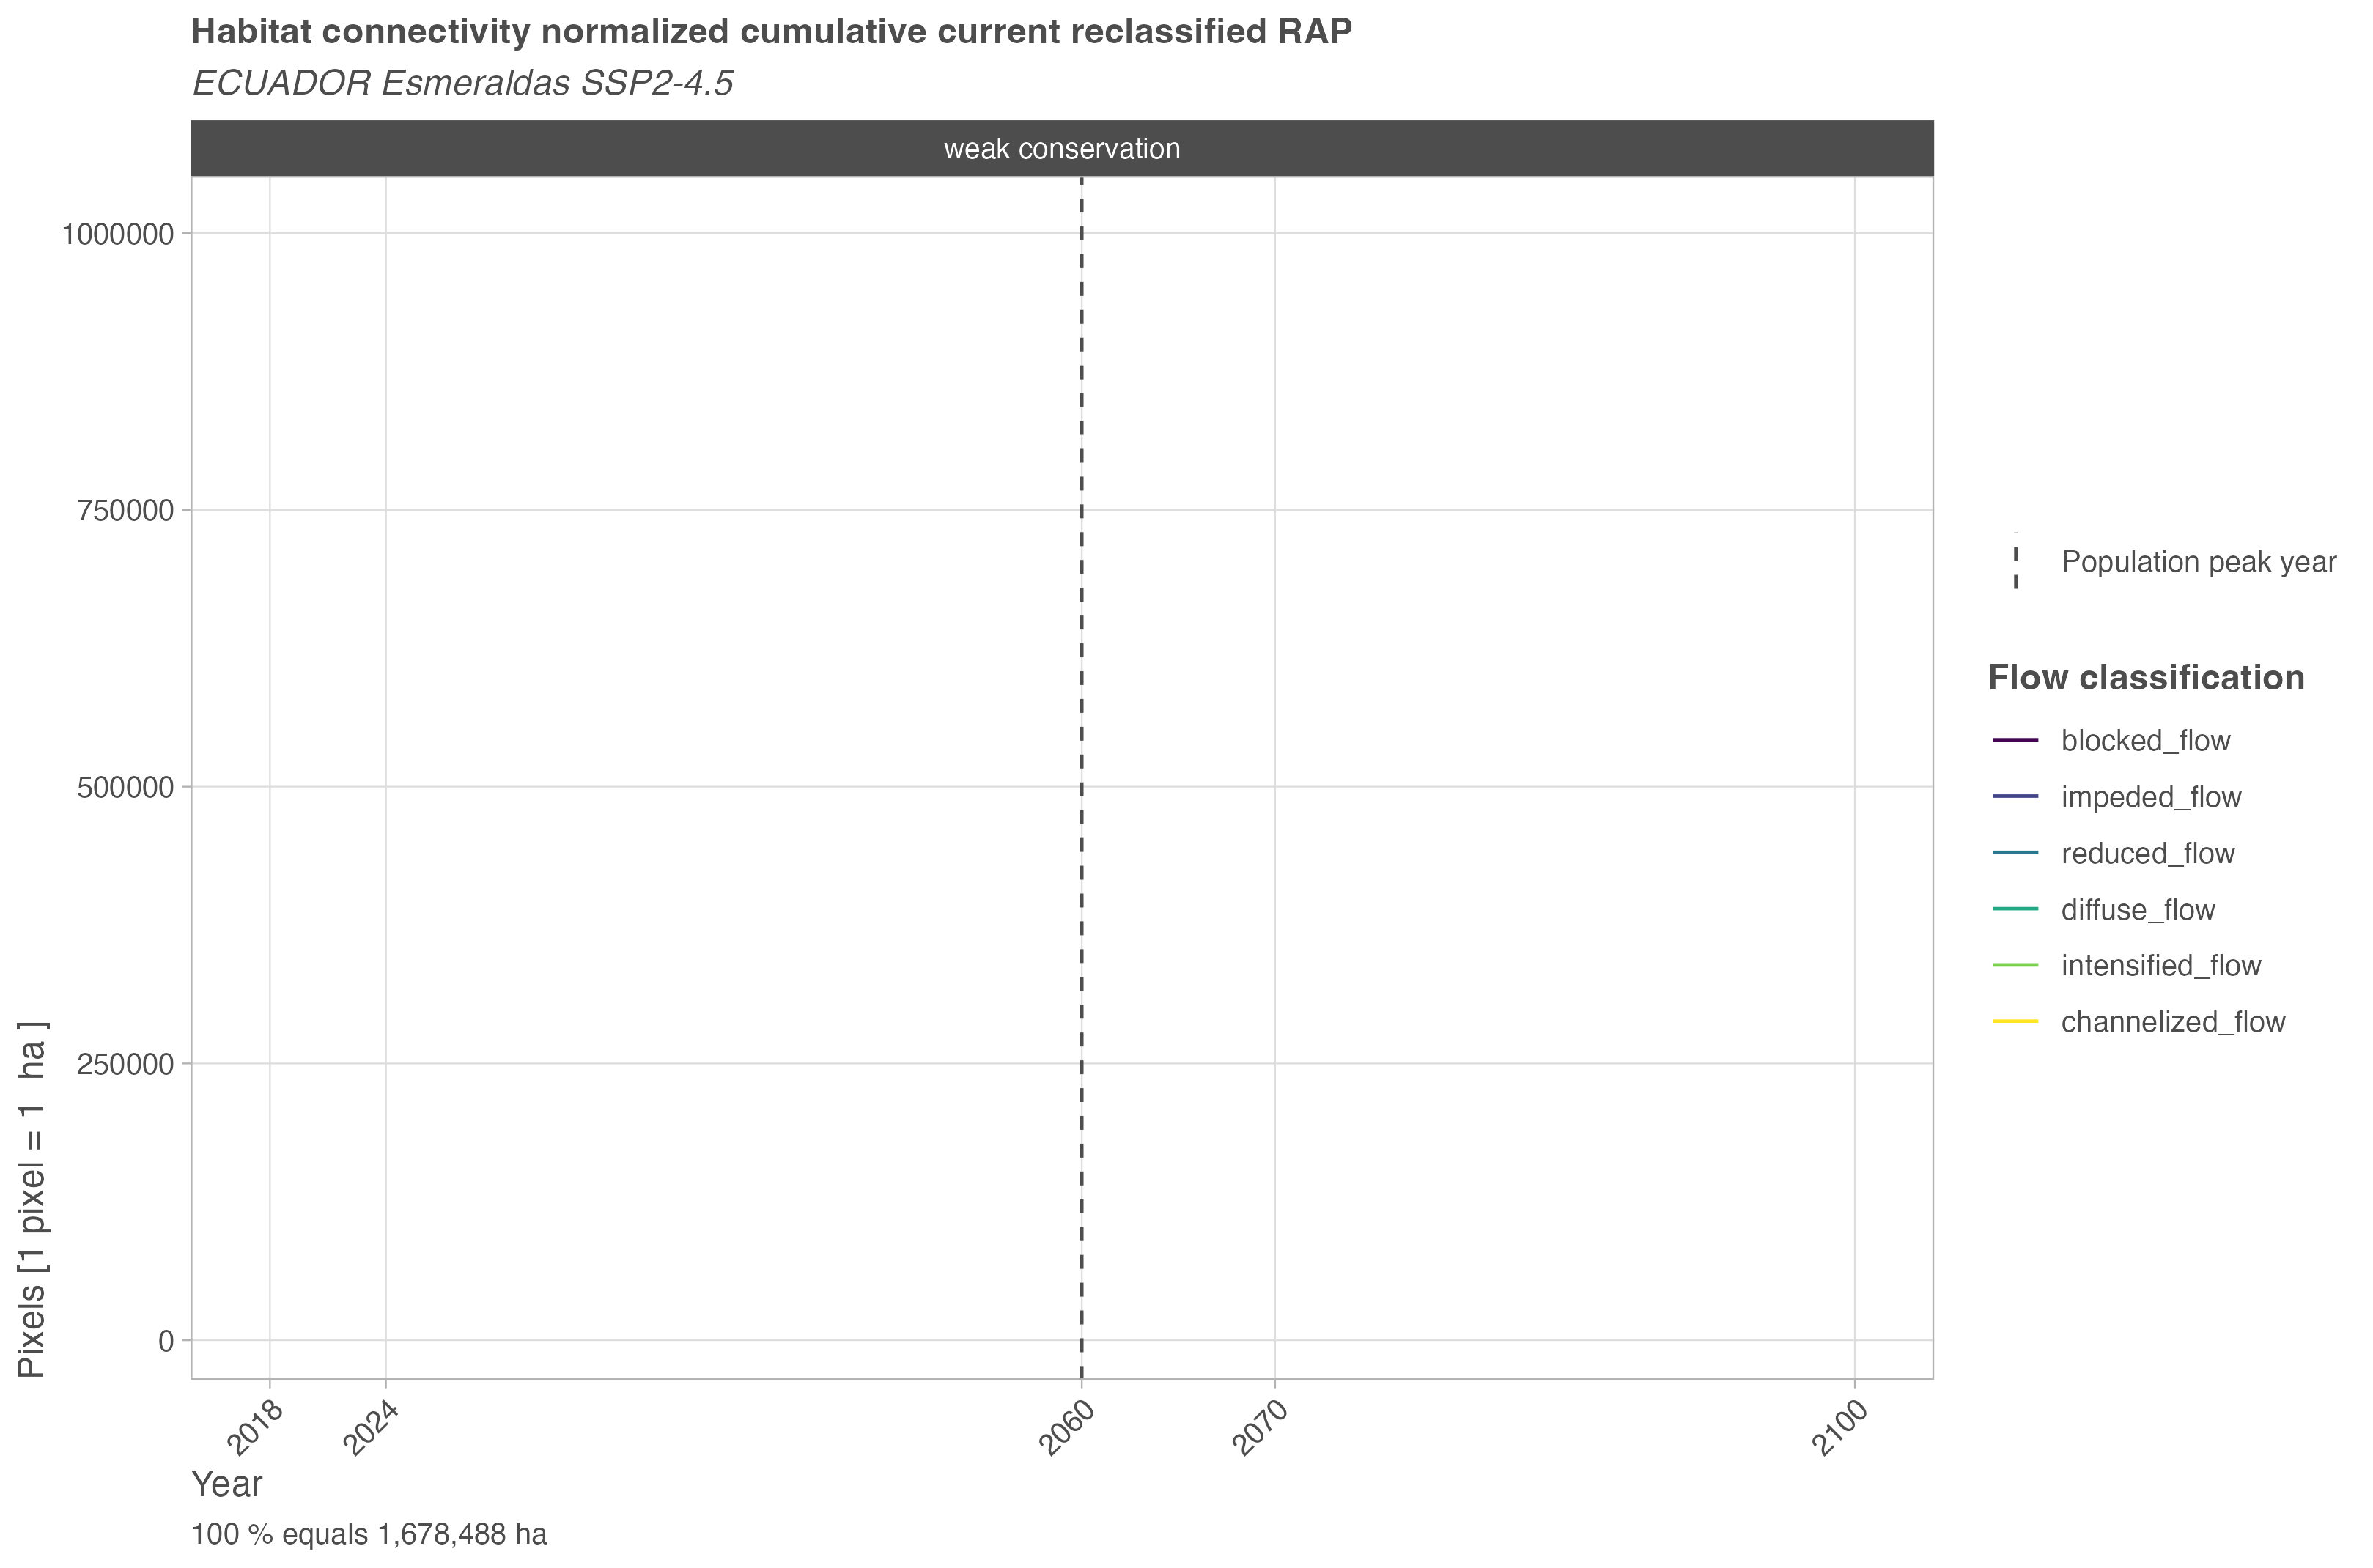 Habitat connectivity normalized cumulative current reclassified RAP
ECUADOR Esmeraldas SSP2-4.5
weak conservation
1000000
750000
500000
250000
0
Pixels [1 pixel = 1 ha ]
2018
2024
2060
2070
2100
Year
100 % equals 1,678,488 ha
Population peak year
Flow classification
blocked_flow
impeded_flow
reduced_flow
diffuse_flow
intensified_flow
channelized_flow